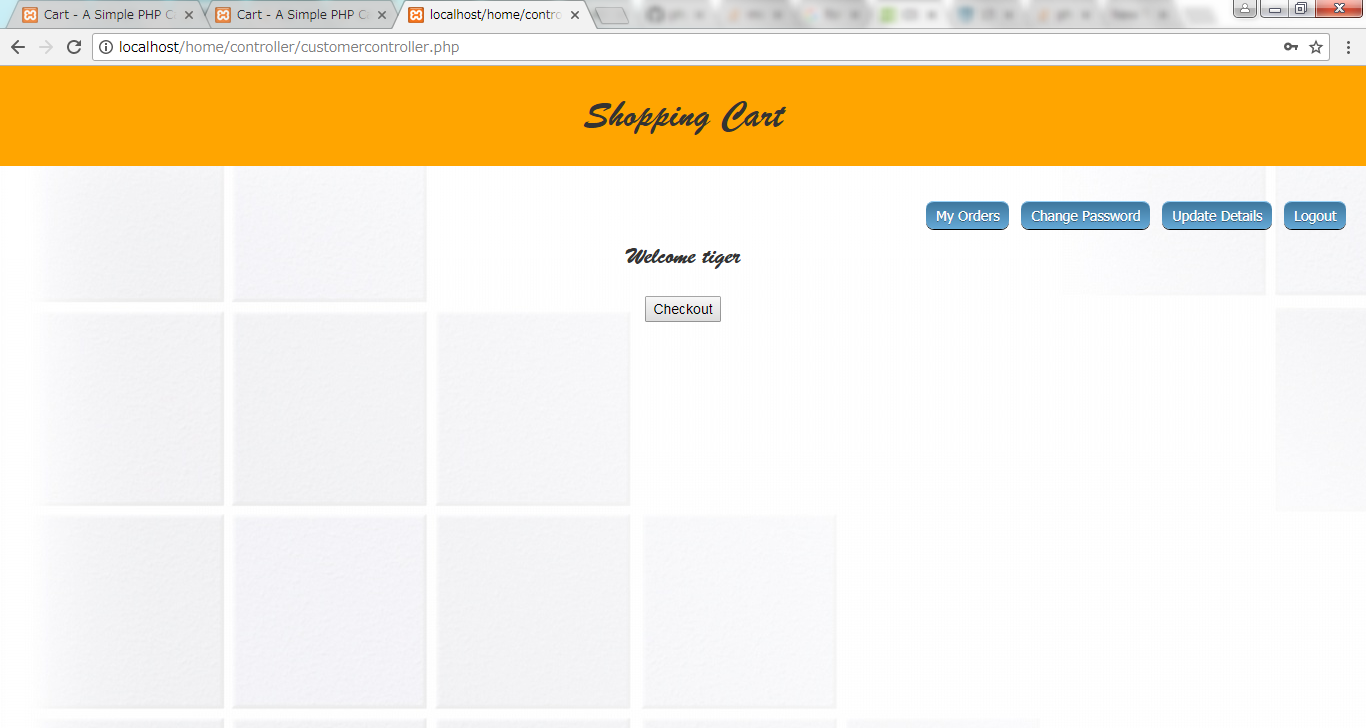 Cart - A Simple PHP C
Cart - A Simple PHP Ca
localhost/home/contro
localhost/home/controller/customercontroller.php
Shopping Cart
My Orders
Change Password
Update Details
Logout
Welcome tiger
Checkout